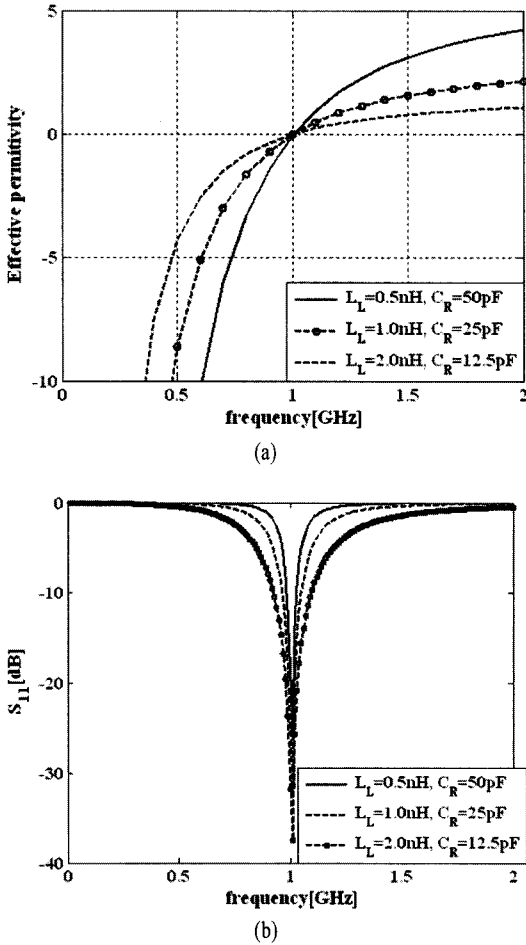 5
0
-5
-10
Effective permitivity
L_L=0.5nH, C_R=50pF
L_L=1.0nH, C_R=25pF
L_L=2.0nH, C_R=12.5pF
0 0.5 1 1.5 2
frequency[GHz]
(a)
0
-10
-20
-30
-40
S_11[dB]
L_L=0.5nH, C_R=50pF
L_L=1.0nH, C_R=25pF
L_L=2.0nH, C_R=12.5pF
0 0.5 1 1.5 2
frequency[GHz]
(b)